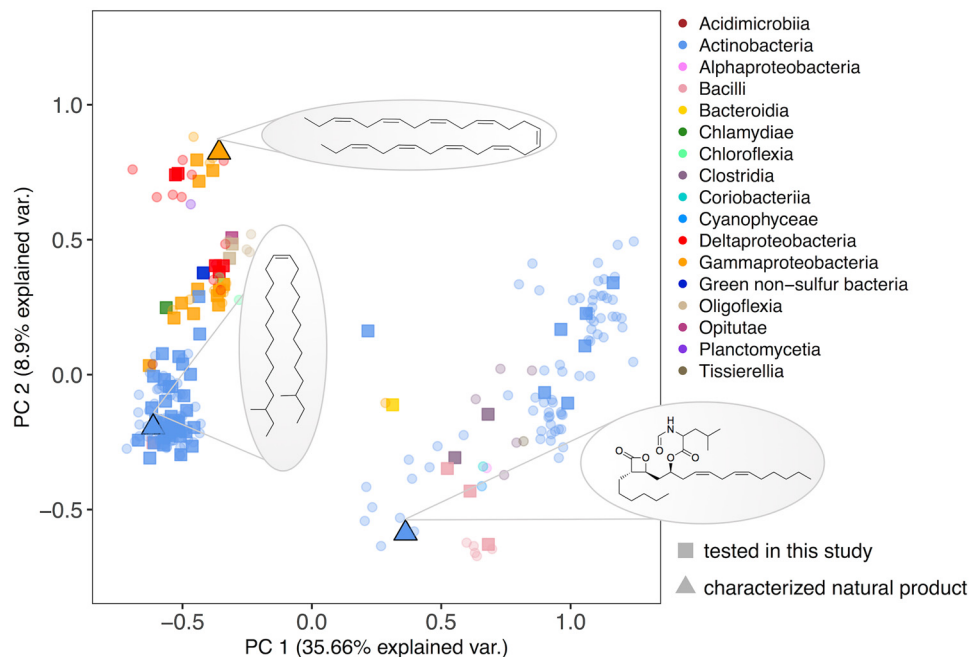 Acidimicrobiia
Actinobacteria
Alphaproteobacteria
Bacilli
Bacteroidia
Chlamydiae
Chloroflexia
Clostridia
Coriobacteriia
Cyanophyceae
Deltaproteobacteria
Gammaproteobacteria
Green non−sulfur bacteria
Oligoflexia
Opitutae
Planctomycetia
Tissierellia
tested in this study
characterized natural product
PC 2 (8.9% explained var.)
1.0
0.5
0.0
−0.5
−0.5
0.0
0.5
1.0
PC 1 (35.66% explained var.)
H
N
O
O
O
O
O